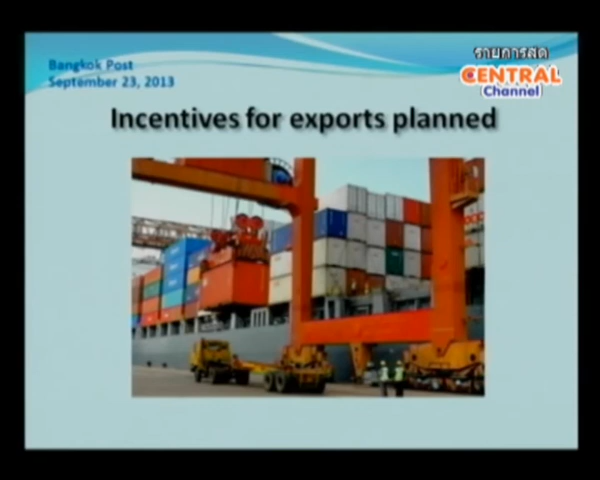 Bangkok Post
September 23, 2013
รายการสด
CENTRAL
Channel
Incentives for exports planned